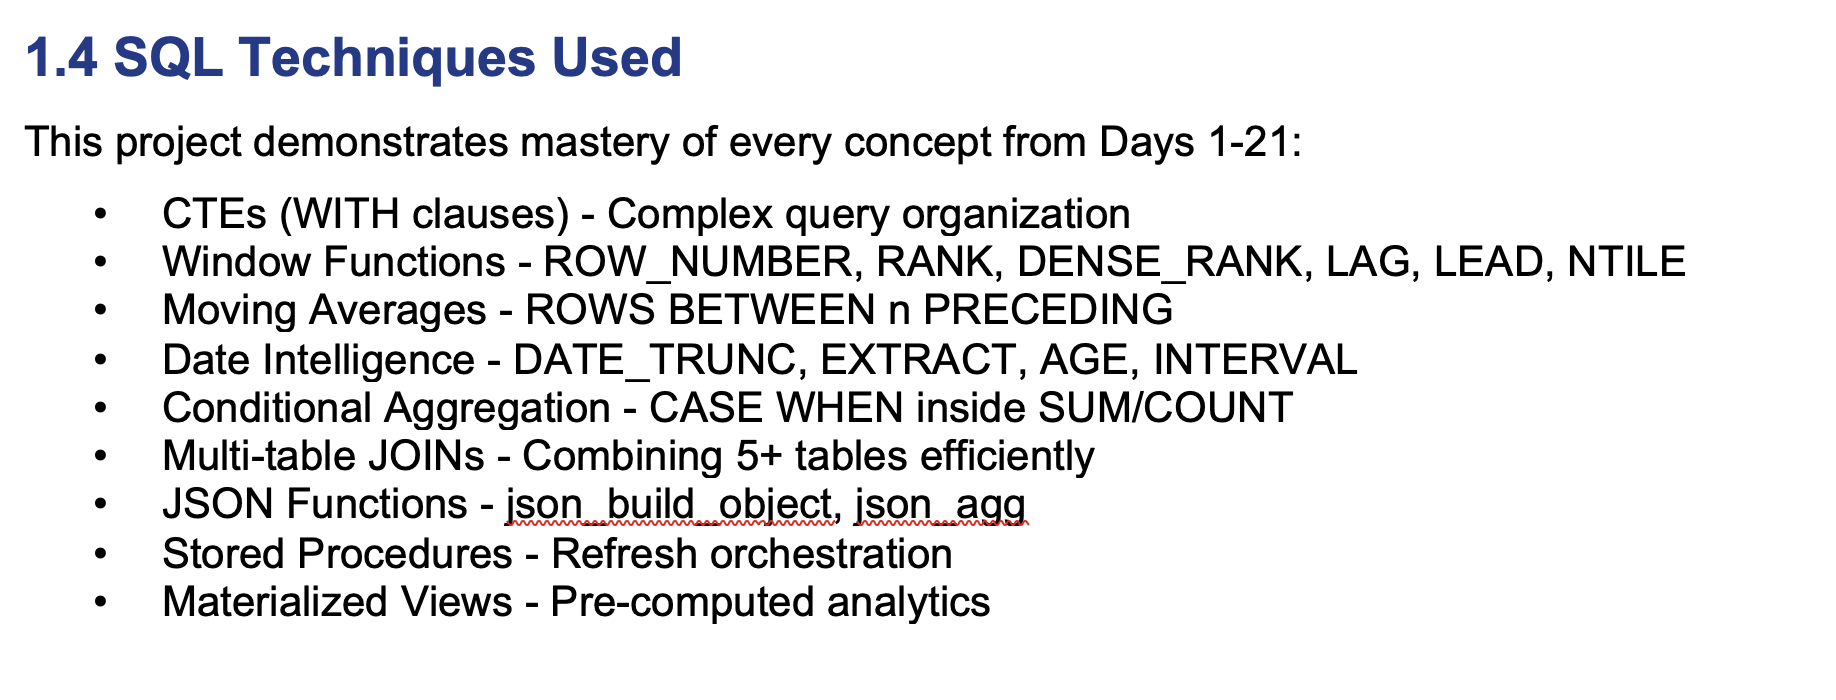 1.4 SQL Techniques Used
This project demonstrates mastery of every concept from Days 1-21:
• CTEs (WITH clauses) - Complex query organization
• Window Functions - ROW_NUMBER, RANK, DENSE_RANK, LAG, LEAD, NTILE
• Moving Averages - ROWS BETWEEN n PRECEDING
• Date Intelligence - DATE_TRUNC, EXTRACT, AGE, INTERVAL
• Conditional Aggregation - CASE WHEN inside SUM/COUNT
• Multi-table JOINs - Combining 5+ tables efficiently
• JSON Functions - json_build_object, json_agg
• Stored Procedures - Refresh orchestration
• Materialized Views - Pre-computed analytics